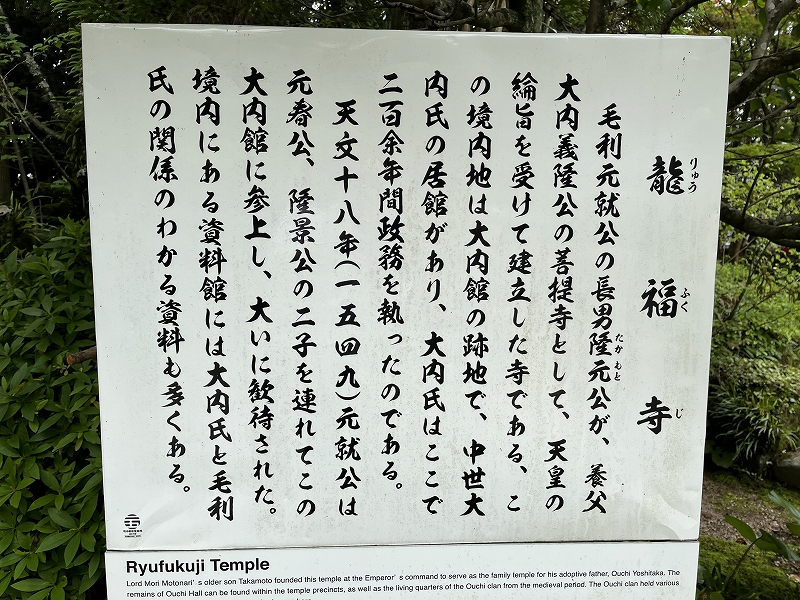 龍福寺
りゅう
ふく
じ
毛利元就公の長男隆元公が、養父
たかもと
大内義隆公の菩提寺として、天皇の
綸旨を受けて建立した寺である、こ
の境内地は大内館の跡地で、中世大
内氏の居館があり、大内氏はここで
二百余年間政務を執ったのである。
天文十八年(一五四九)元就公は
元春公、隆景公の二子を連れてこの
大内館に参上し、大いに歓待された。
境内にある資料館には大内氏と毛利
氏の関係のわかる資料も多くある。
Ryufukuji Temple
Lord Mori Motonari's older son Takamoto founded this temple at the Emperor's command to serve as the family temple for his adoptive father, Ouchi Yoshitaka. The
remains of Ouchi Hall can be found within the temple precincts, as well as the living quarters of the Ouchi clan from the medieval period. The Ouchi clan held various